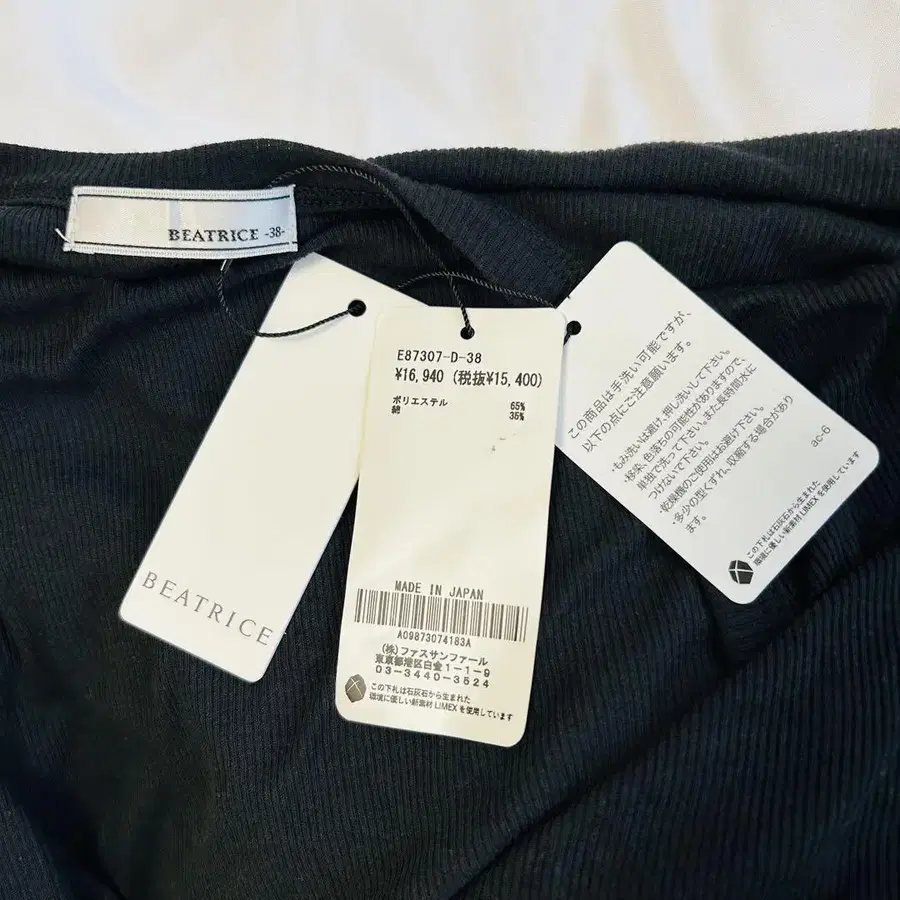 BEATRICE -38-
BEATRICE
E87307-D-38
¥16,940 (税抜¥15,400)
ポリエステル 65%
綿 35%
MADE IN JAPAN
A09873074183A
(株)ファスサンファール
東京都港区白金1-1-9
03-3440-3524
この下札は石灰石から生まれた
環境に優しい新素材 LIMEX を使用しています
この商品は手洗い可能ですが、
以下の点にご注意願います。
・もみ洗いは避け、押し洗いして下さい。
・移染、色落ちの可能性がありますので、
単独で洗って下さい。また長時間水に
つけないで下さい。
・乾燥機のご使用はお避け下さい。
・多少の型くずれ、収縮する場合があり
ます。
ac-6
この下札は石灰石から生まれた
環境に優しい新素材 LIMEX を使用しています